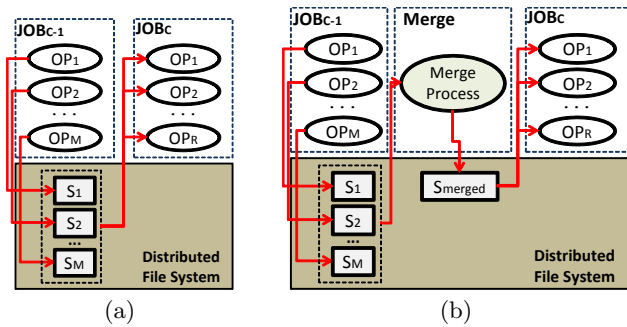 JOBC-1
JOBC
OP1
OP1
OP2
OP2
. . .
. . .
OPM
OPR
S1
S2
...
SM
Distributed
File System
(a)
JOBC-1
Merge
JOBC
OP1
OP1
OP2
Merge
Process
OP2
. . .
. . .
OPM
OPR
S1
Smerged
S2
...
SM
Distributed
File System
(b)